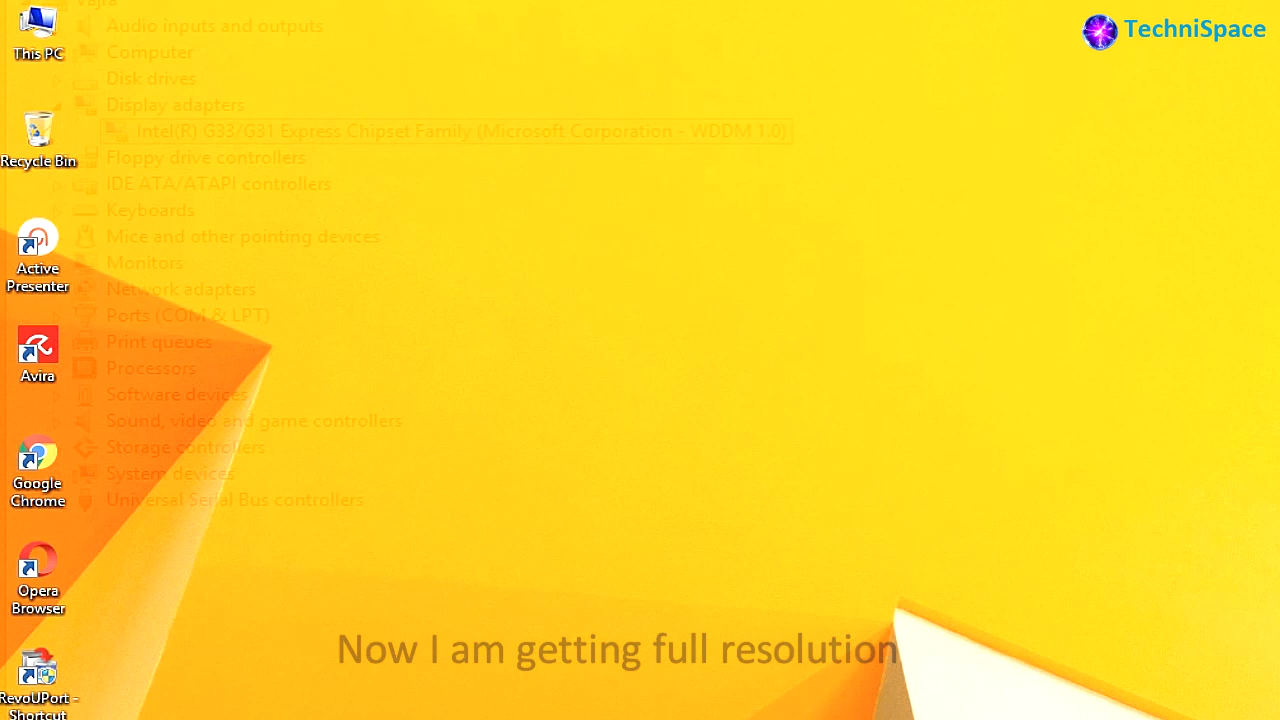 Vajra
This PC
Recycle Bin
Active
Presenter
Avira
Google
Chrome
Opera
Browser
RevoUPort -
Shortcut
Audio inputs and outputs
Computer
Disk drives
Display adapters
Intel(R) G33/G31 Express Chipset Family (Microsoft Corporation - WDDM 1.0)
Floppy drive controllers
IDE ATA/ATAPI controllers
Keyboards
Mice and other pointing devices
Monitors
Network adapters
Ports (COM & LPT)
Print queues
Processors
Software devices
Sound, video and game controllers
Storage controllers
System devices
Universal Serial Bus controllers
TechniSpace
Now I am getting full resolution